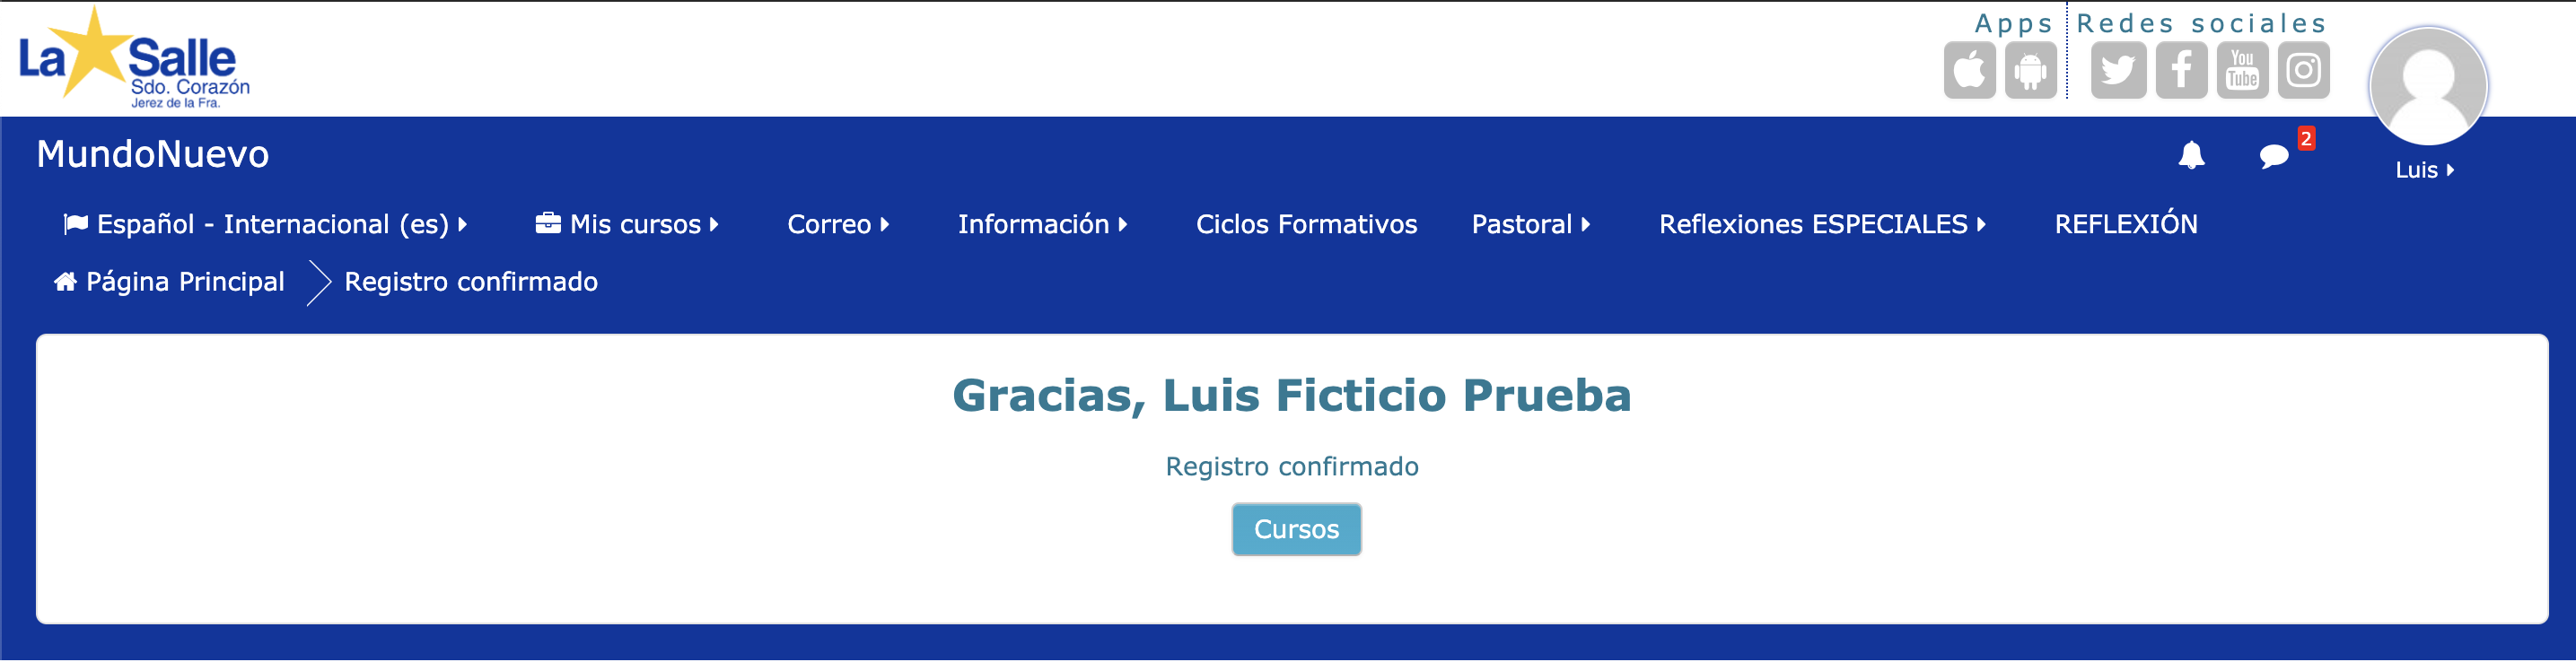 La Salle
Sdo. Corazón
Jerez de la Fra.
Apps
Redes sociales
You
Tube
MundoNuevo
2
Luis
Español - Internacional (es)
Mis cursos
Correo
Información
Ciclos Formativos
Pastoral
Reflexiones ESPECIALES
REFLEXIÓN
Página Principal
Registro confirmado
Gracias, Luis Ficticio Prueba
Registro confirmado
Cursos